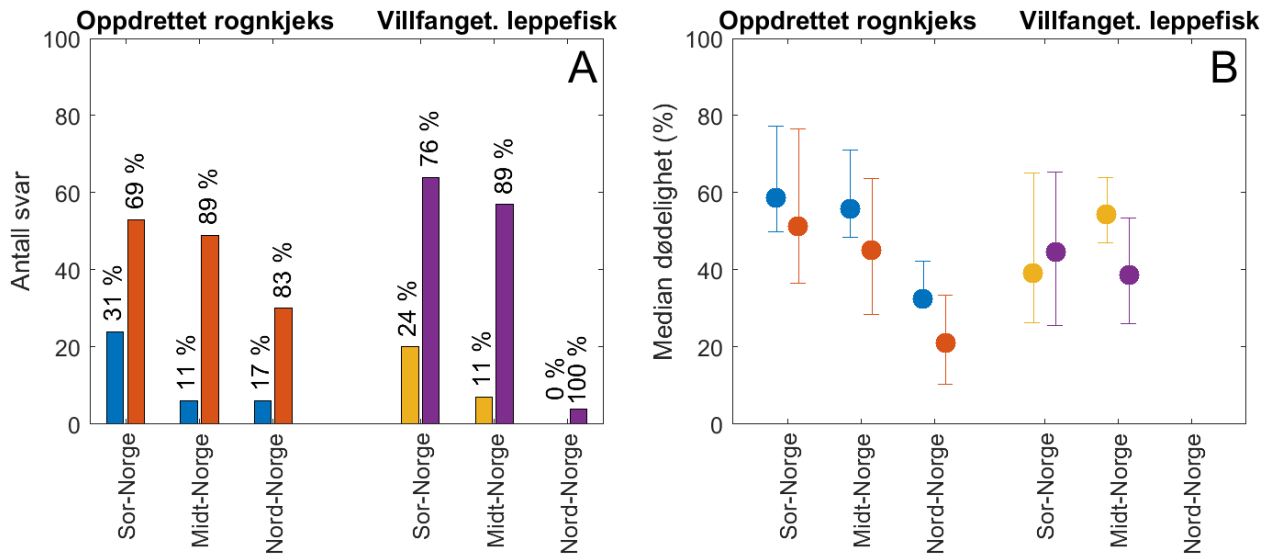 Oppdrettet rognkjeks
Villfanget. leppefisk
A
Antall svar
100
80
60
40
20
0
31 %
69 %
11 %
89 %
17 %
83 %
24 %
76 %
11 %
89 %
0 %
100 %
Sor-Norge
Midt-Norge
Nord-Norge
Sor-Norge
Midt-Norge
Nord-Norge
Oppdrettet rognkjeks
Villfanget. leppefisk
B
Median dødelighet (%)
100
80
60
40
20
0
Sor-Norge
Midt-Norge
Nord-Norge
Sor-Norge
Midt-Norge
Nord-Norge